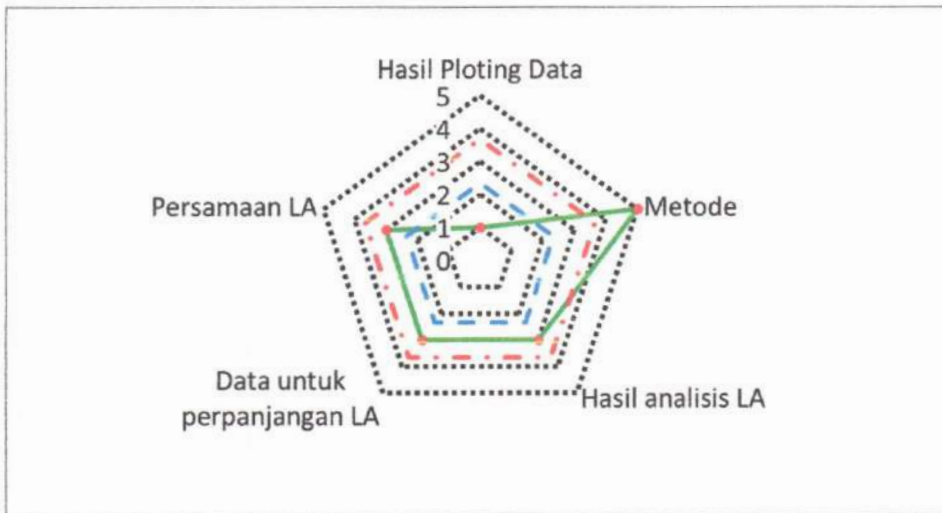 Hasil Ploting Data
5
4
3
2
1
0
Persamaan LA
Metode
Data untuk
perpanjangan LA
Hasil analisis LA